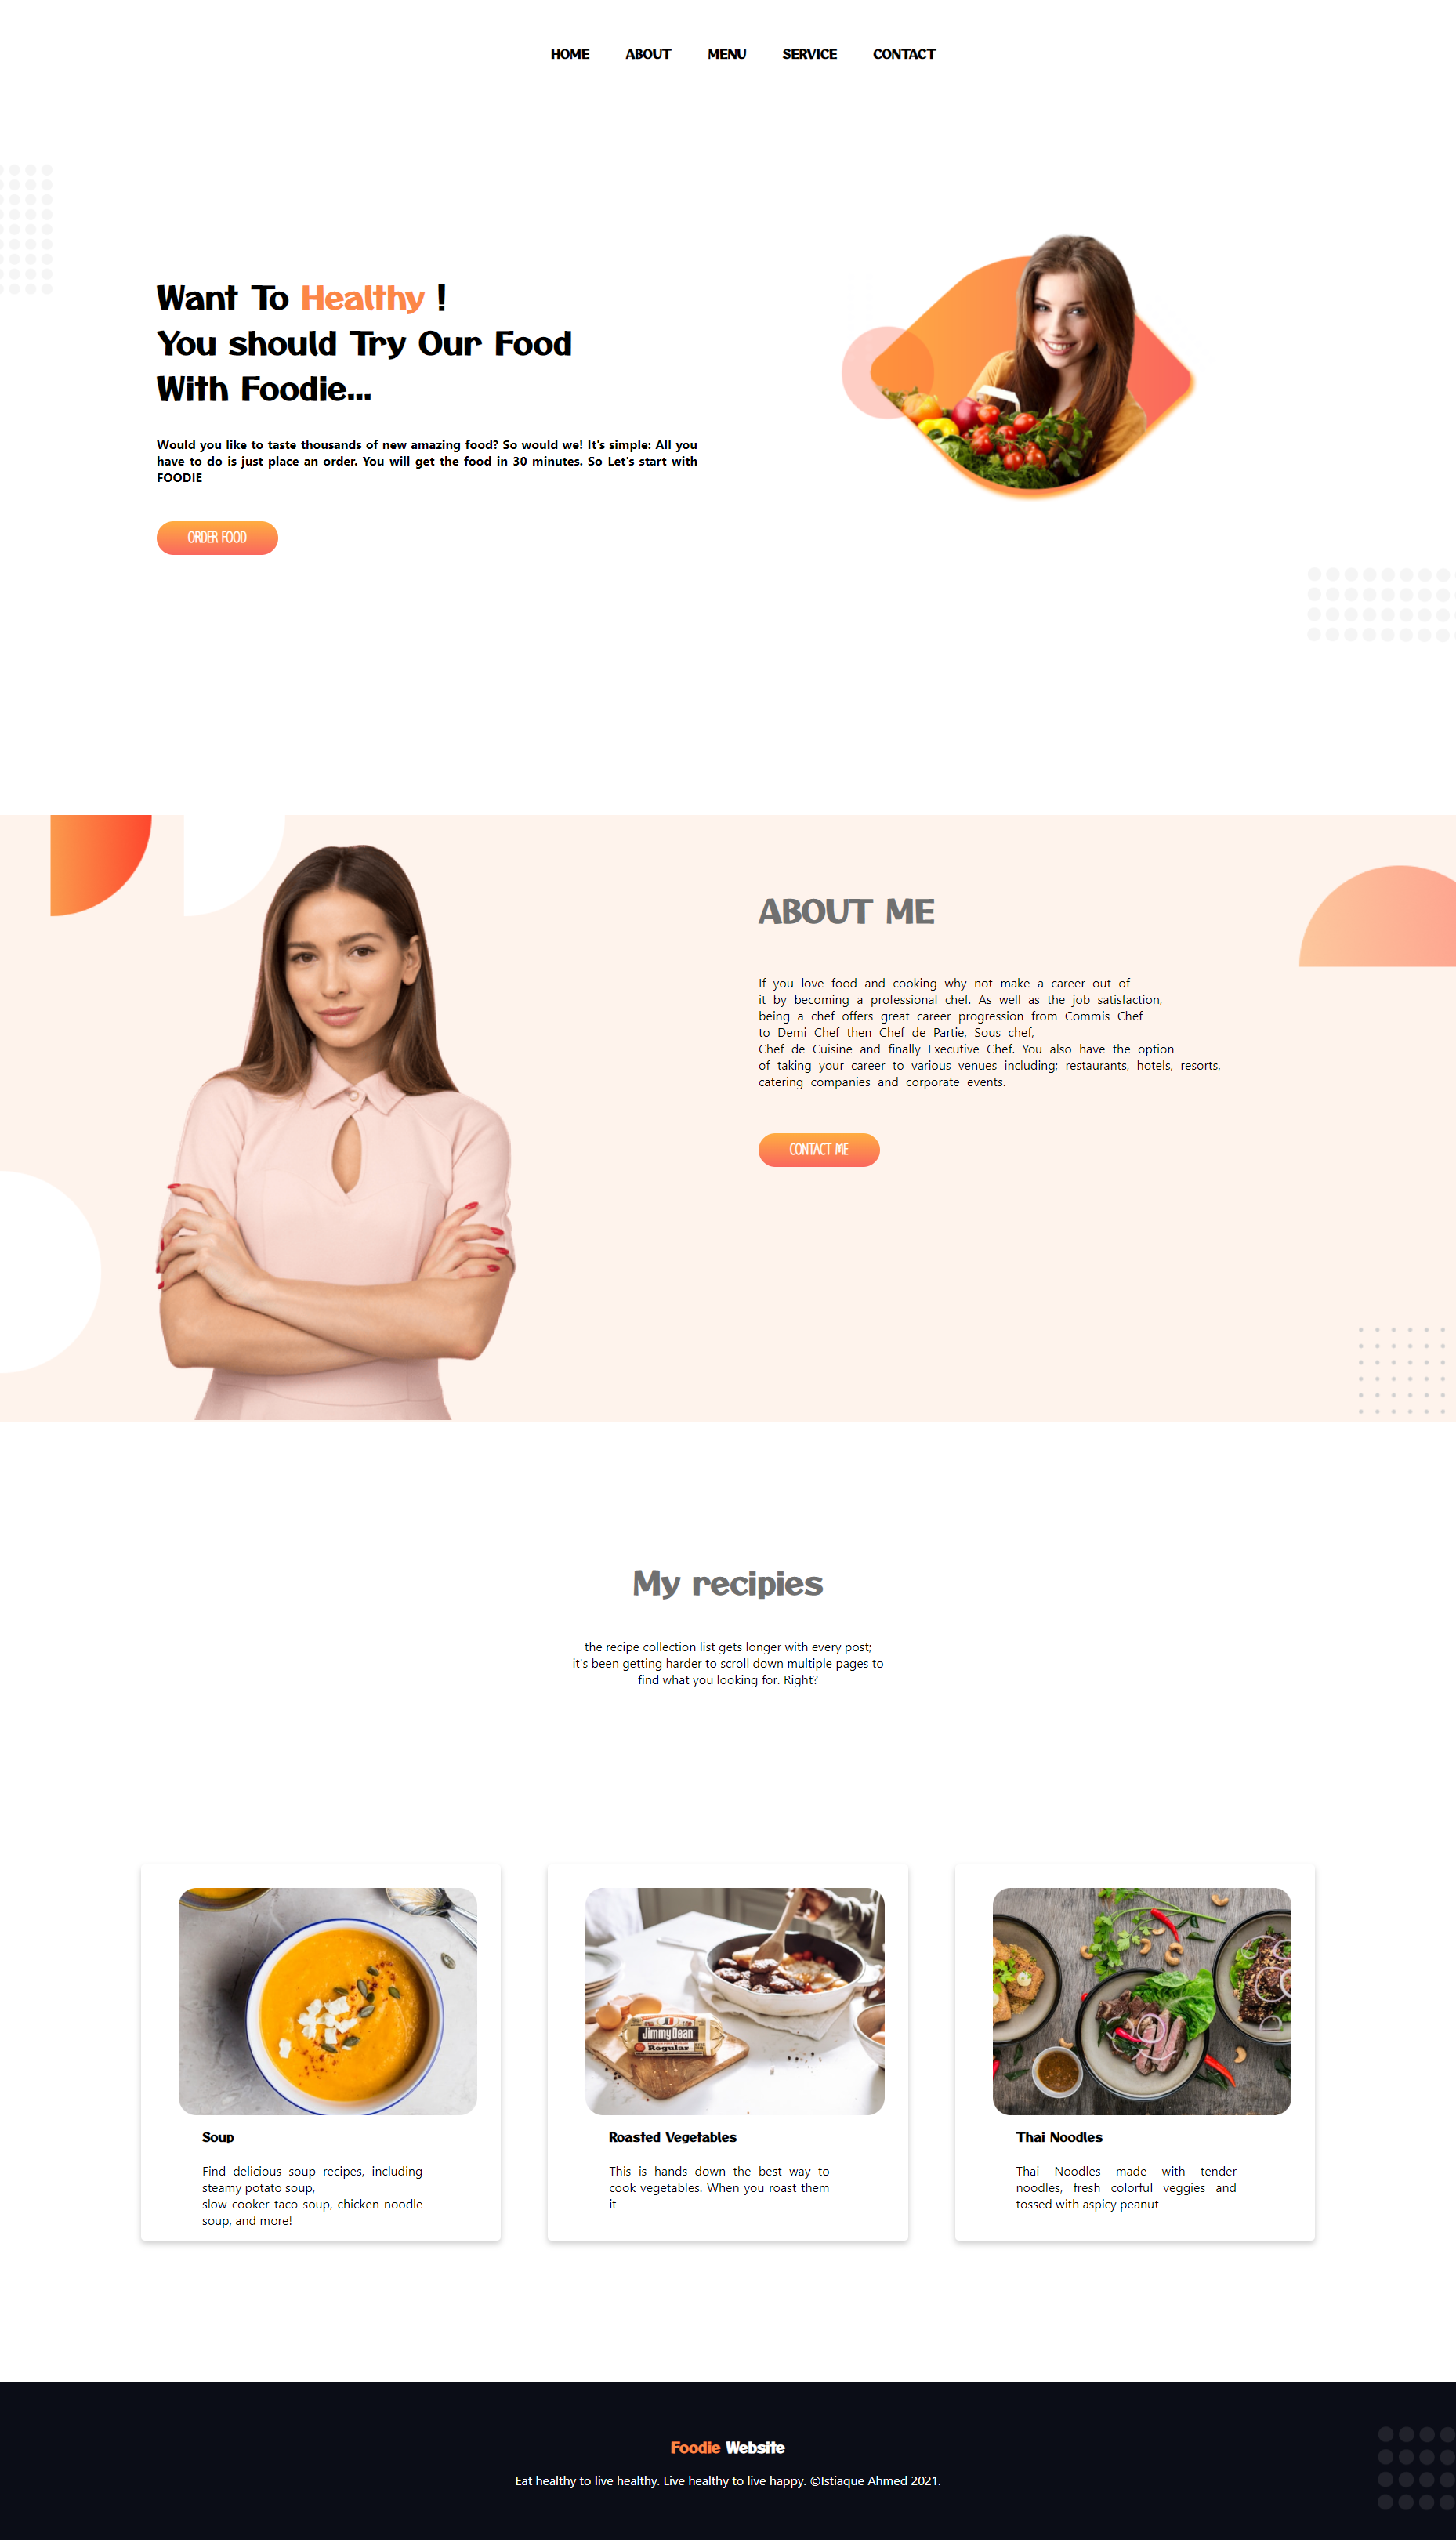 HOME ABOUT MENU SERVICE CONTACT
Want To Healthy !
You should Try Our Food
With Foodie...
Would you like to taste thousands of new amazing food? So would we! It's simple: All you
have to do is just place an order. You will get the food in 30 minutes. So Let's start with
FOODIE
ORDER FOOD
ABOUT ME
If you love food and cooking why not make a career out of
it by becoming a professional chef. As well as the job satisfaction,
being a chef offers great career progression from Commis Chef
to Demi Chef then Chef de Partie, Sous chef,
Chef de Cuisine and finally Executive Chef. You also have the option
of taking your career to various venues including; restaurants, hotels, resorts,
catering companies and corporate events.
CONTACT ME
My recipies
the recipe collection list gets longer with every post;
it's been getting harder to scroll down multiple pages to
find what you looking for. Right?
Jimmy Dean
Regular
Soup
Find delicious soup recipes, including
steamy potato soup,
slow cooker taco soup, chicken noodle
soup, and more!
Roasted Vegetables
This is hands down the best way to
cook vegetables. When you roast them
it
Thai Noodles
Thai Noodles made with tender
noodles, fresh colorful veggies and
tossed with aspicy peanut
Foodie Website
Eat healthy to live healthy. Live healthy to live happy. ©Istiaque Ahmed 2021.